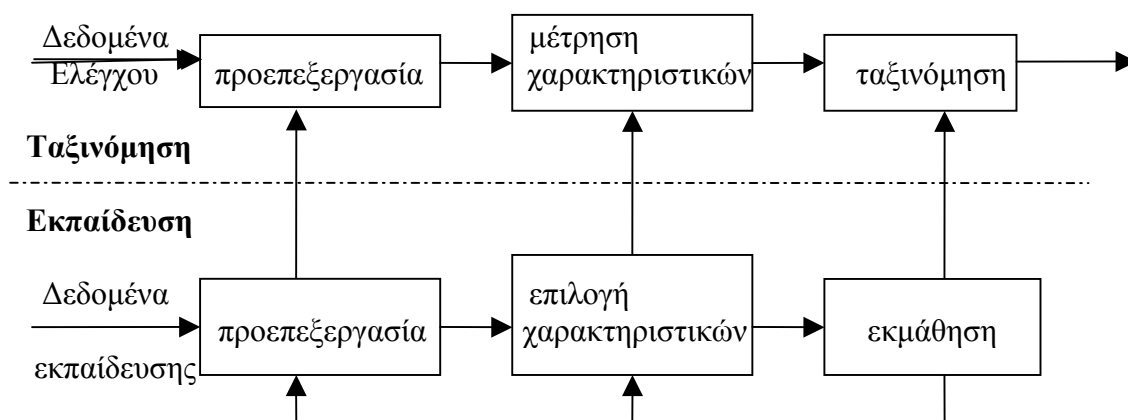 Δεδομένα
Ελέγχου
προεπεξεργασία
μέτρηση
χαρακτηριστικών
ταξινόμηση
Ταξινόμηση
Εκπαίδευση
Δεδομένα
εκπαίδευσης
προεπεξεργασία
επιλογή
χαρακτηριστικών
εκμάθηση